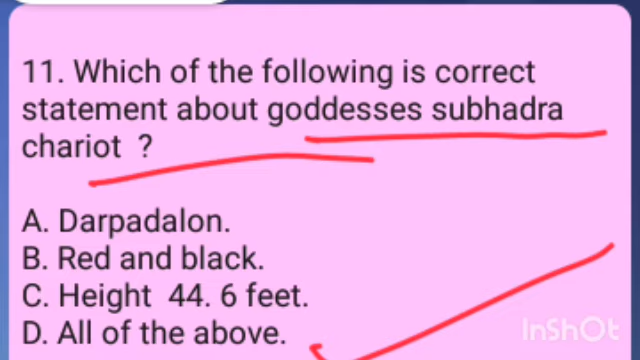 11. Which of the following is correct
statement about goddesses subhadra
chariot ?
A. Darpadalon.
B. Red and black.
C. Height 44. 6 feet.
D. All of the above.
InShOt